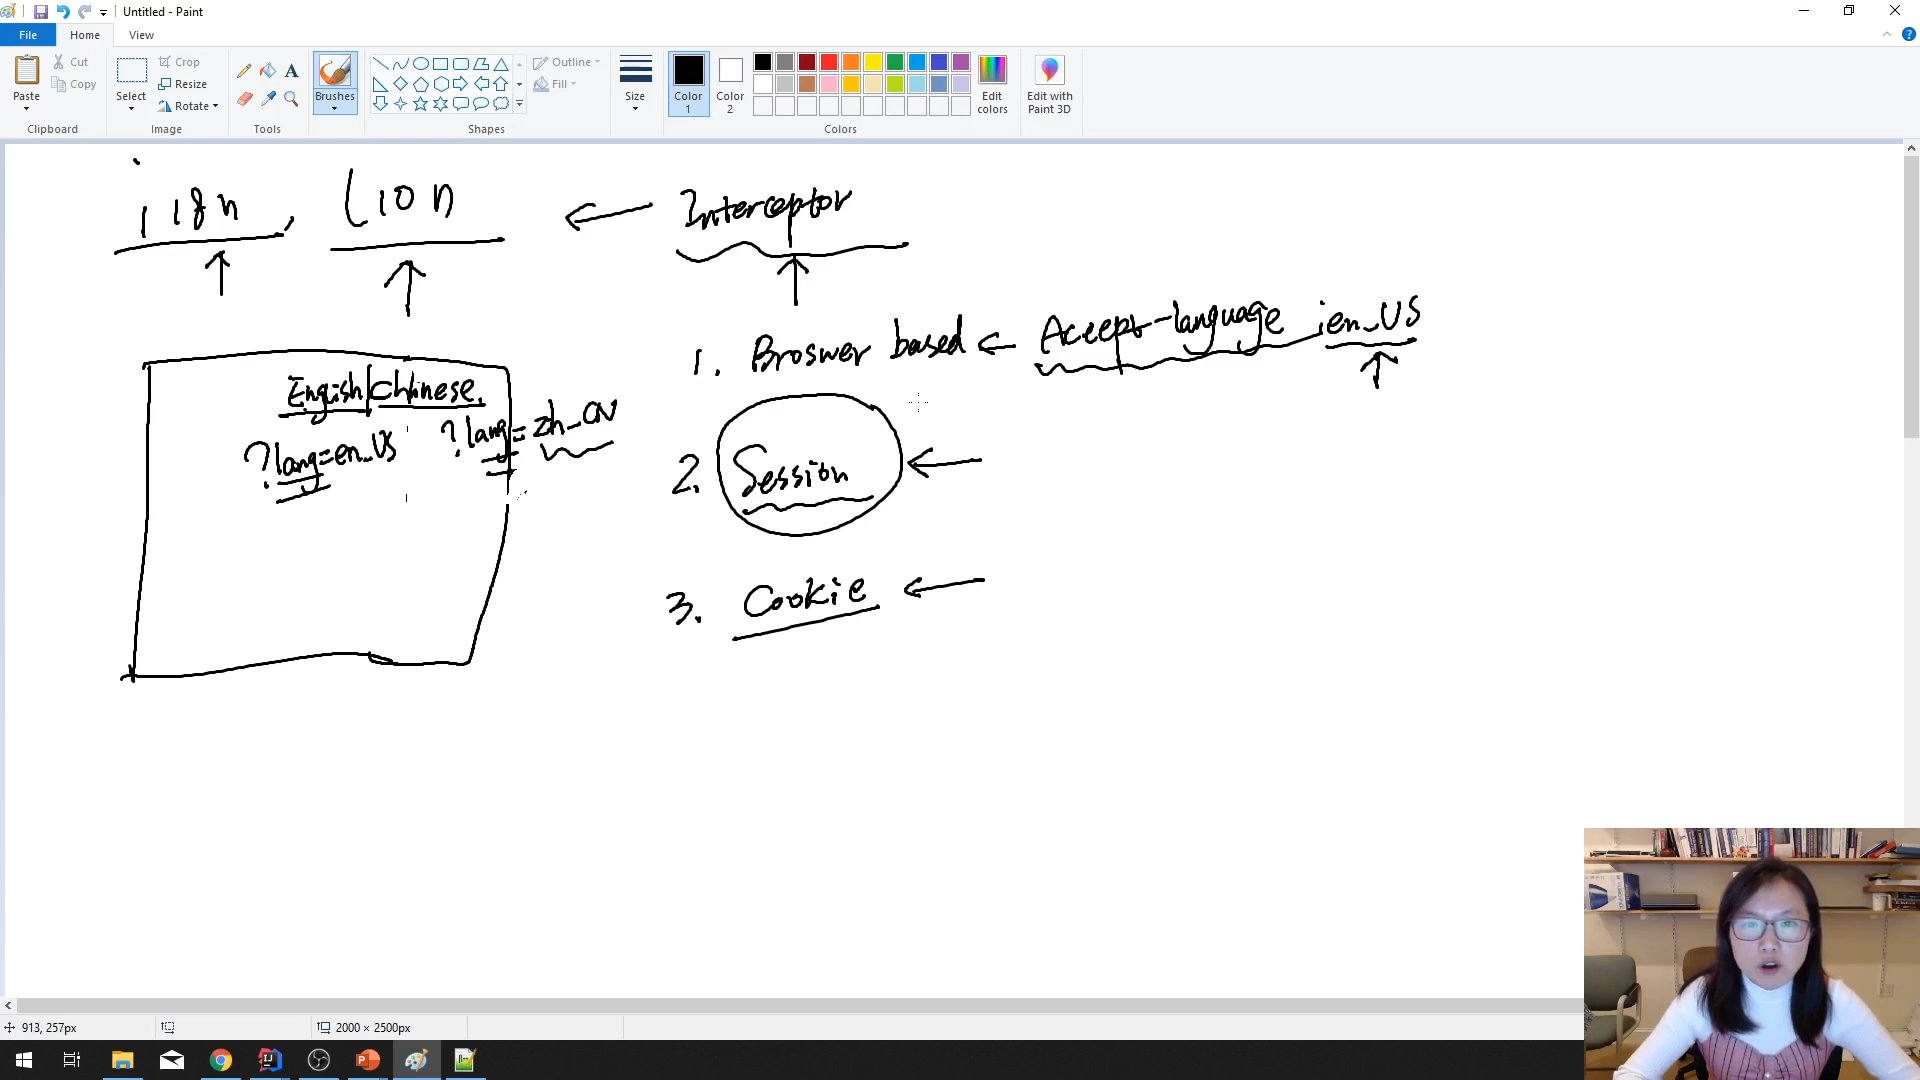 Untitled - Paint
File Home View
Paste Cut Copy Clipboard
Select Crop Resize Rotate Image
Tools
Brushes
Outline Fill Shapes
Size
Color 1 Color 2 Edit colors Colors
Edit with Paint 3D
i18n, L10n ← Interceptor
1. Broswer based ← Accept-language :en_US
Engish|Chinese.
?lang=en_US ?lang=zh_CN
2. Session
3. Cookie
913, 257px 2000 × 2500px